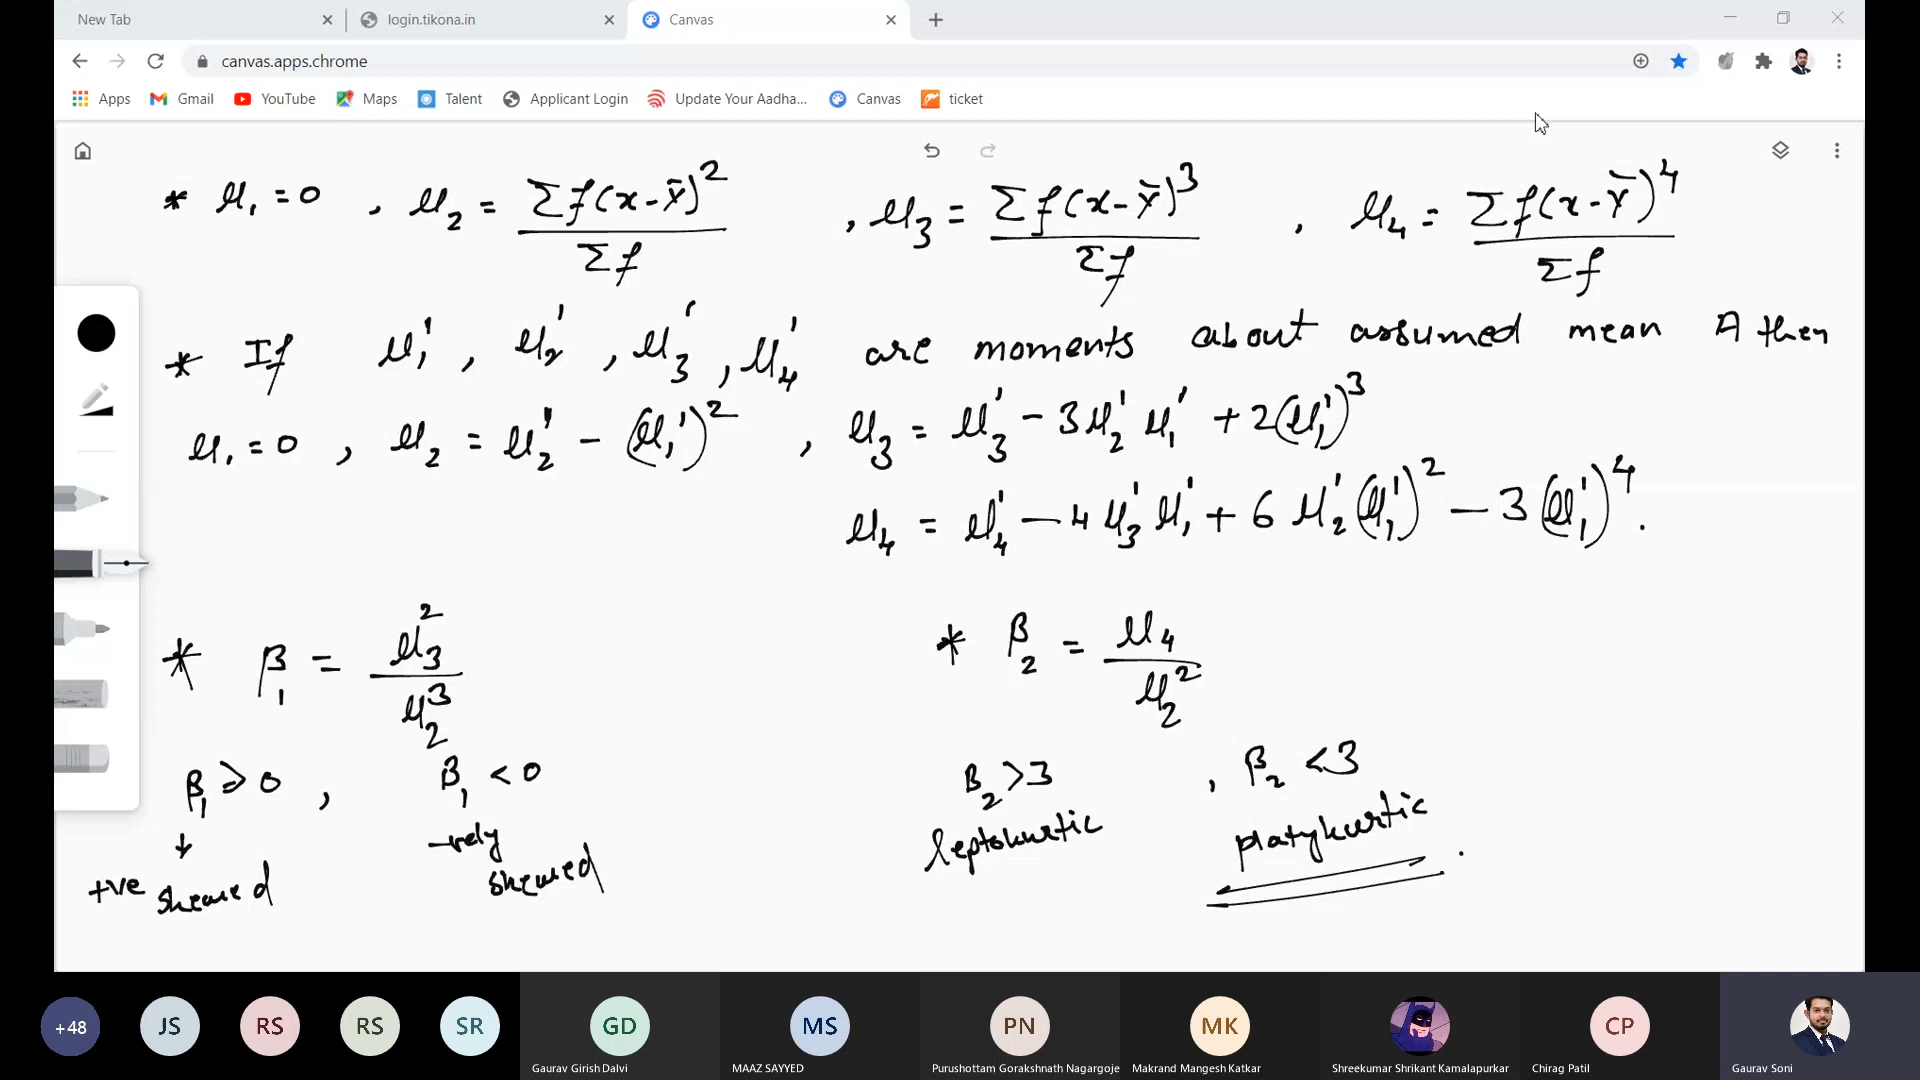 New Tab
login.tikona.in
Canvas
canvas.apps.chrome
Apps Gmail YouTube Maps Talent Applicant Login Update Your Aadha... Canvas ticket
* μ₁ = 0 , μ₂ = Σf(x-x̄)² / Σf , μ₃ = Σf(x-x̄)³ / Σf , μ₄ = Σf(x-x̄)⁴ / Σf
* If μ₁' , μ₂' , μ₃' , μ₄' are moments about assumed mean A then
μ₁ = 0 , μ₂ = μ₂' - (μ₁')² , μ₃ = μ₃' - 3μ₂' μ₁' + 2(μ₁')³
μ₄ = μ₄' - 4 μ₃' μ₁' + 6 μ₂' (μ₁')² - 3 (μ₁')⁴ .
* β₁ = μ₃² / μ₂³ * β₂ = μ₄ / μ₂²
β₁ ⩾ 0 , β₁ < 0 β₂ > 3 , β₂ < 3
↓ -vely leptokurtic platykurtic .
+ve skewed skewed
+48 JS RS RS SR GD MS PN MK CP
Gaurav Girish Dalvi MAAZ SAYYED Purushottam Gorakshnath Nagargoje Makrand Mangesh Katkar Shreekumar Shrikant Kamalapurkar Chirag Patil Gaurav Soni